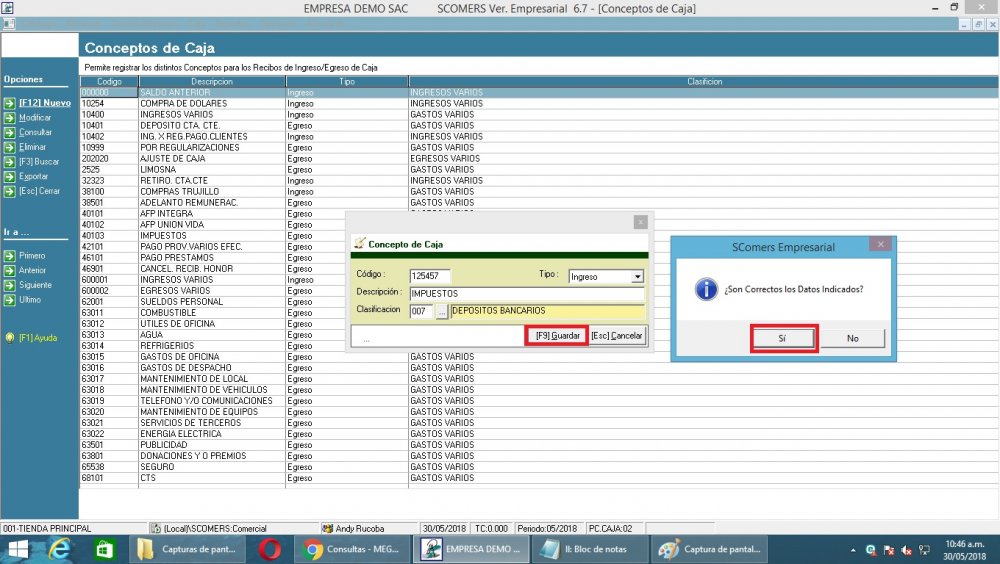 EMPRESA DEMO SAC SCOMERS Ver. Empresarial 6.7 - [Conceptos de Caja]
Conceptos de Caja
Permite registrar los distintos Conceptos para los Recibos de Ingreso/Egreso de Caja
Opciones
[F12] Nuevo
Modificar
Consultar
Eliminar
[F3] Buscar
Exportar
[Esc] Cerrar
Ir a ...
Primero
Anterior
Siguiente
Ultimo
[F1] Ayuda
Codigo Descripcion Tipo Clasificion
000000 SALDO ANTERIOR Ingreso INGRESOS VARIOS
10254 COMPRA DE DOLARES Ingreso INGRESOS VARIOS
10400 INGRESOS VARIOS Ingreso GASTOS VARIOS
10401 DEPOSITO CTA. CTE. Egreso GASTOS VARIOS
10402 ING. X REG.PAGO.CLIENTES Ingreso INGRESOS VARIOS
10999 POR REGULARIZACIONES Egreso GASTOS VARIOS
202020 AJUSTE DE CAJA Egreso EGRESOS VARIOS
2525 LIMOSNA Egreso GASTOS VARIOS
32323 RETIRO. CTA.CTE Ingreso INGRESOS VARIOS
38100 COMPRAS TRUJILLO Egreso GASTOS VARIOS
38501 ADELANTO REMUNERAC. Egreso GASTOS VARIOS
40101 AFP INTEGRA Egreso
40102 AFP UNION VIDA Egreso
40103 IMPUESTOS Egreso
42101 PAGO PROV.VARIOS EFEC. Egreso
46101 PAGO PRESTAMOS Egreso
46901 CANCEL. RECIB. HONOR Egreso
600001 INGRESOS VARIOS Ingreso
600002 EGRESOS VARIOS Egreso
62001 SUELDOS PERSONAL Egreso
63011 COMBUSTIBLE Egreso
63012 UTILES DE OFICINA Egreso
63013 AGUA Egreso
63014 REFRIGERIOS Egreso
63015 GASTOS DE OFICINA Egreso GASTOS VARIOS
63016 GASTOS DE DESPACHO Egreso GASTOS VARIOS
63017 MANTENIMIENTO DE LOCAL Egreso GASTOS VARIOS
63018 MANTENIMIENTO DE VEHICULOS Egreso GASTOS VARIOS
63019 TELEFONO Y/O COMUNICACIONES Egreso GASTOS VARIOS
63020 MANTENIMIENTO DE EQUIPOS Egreso GASTOS VARIOS
63021 SERVICIOS DE TERCEROS Egreso GASTOS VARIOS
63022 ENERGIA ELECTRICA Egreso GASTOS VARIOS
63501 PUBLICIDAD Egreso GASTOS VARIOS
63801 DONACIONES Y O PREMIOS Egreso GASTOS VARIOS
65538 SEGURO Egreso GASTOS VARIOS
68101 CTS Egreso GASTOS VARIOS
Concepto de Caja
Código : 125457 Tipo : Ingreso
Descripción : IMPUESTOS
Clasificacion 007 ... DEPOSITOS BANCARIOS
... [F9] Guardar [Esc] Cancelar
SComers Empresarial
¿Son Correctos los Datos Indicados?
Sí No
001-TIENDA PRINCIPAL (Local)\SCOMERS:Comercial Andy Rucoba 30/05/2018 TC:0.000 Periodo:05/2018 PC.CAJA:02
Capturas de pant... Consultas - MEG... EMPRESA DEMO ... II: Bloc de notas Captura de pantal...
10:46 a.m.
30/05/2018